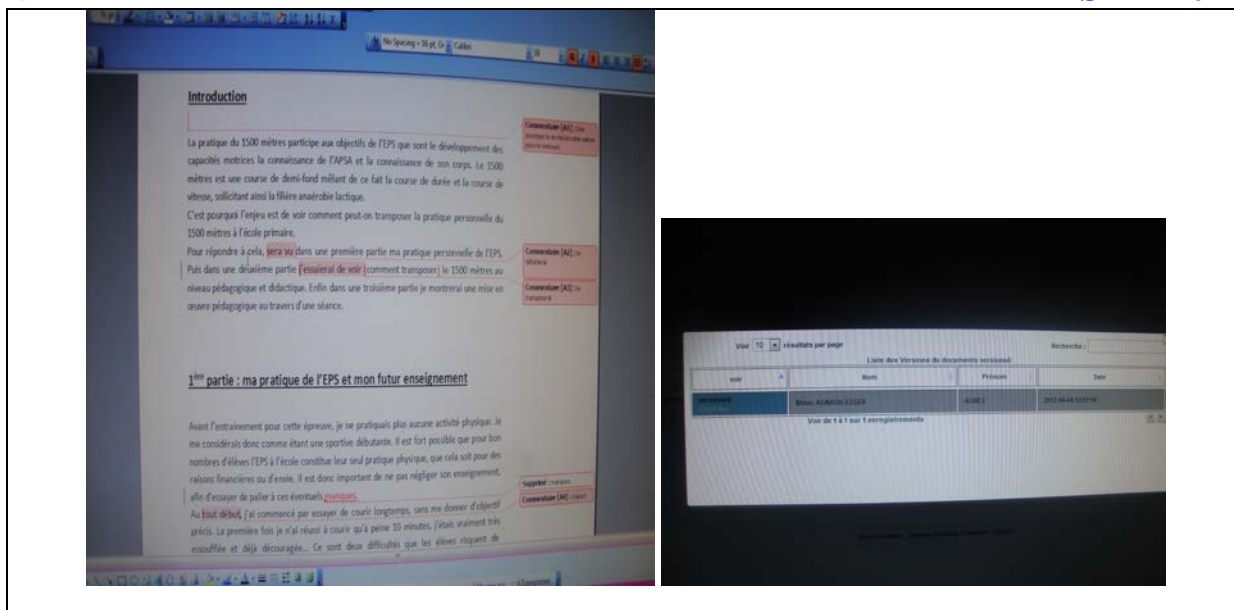 No Spacing + 16 pt, Gr
Calibri
16
Introduction
La pratique du 1500 mètres participe aux objectifs de l'EPS que sont le développement des
capacités motrices la connaissance de l'APSA et la connaissance de son corps. Le 1500
mètres est une course de demi-fond mêlant de ce fait la course de durée et la course de
vitesse, sollicitant ainsi la filière anaérobie lactique.
C'est pourquoi l'enjeu est de voir comment peut-on transposer la pratique personnelle du
1500 mètres à l'école primaire.
Pour répondre à cela, sera vu dans une première partie ma pratique personnelle de l'EPS.
Puis dans une deuxième partie j'essaierai de voir (comment transposer) le 1500 mètres au
niveau pédagogique et didactique. Enfin dans une troisième partie je montrerai une mise en
œuvre pédagogique au travers d'une séance.
Commentaire [A1] :
Commentaire [A2] : Je
Commentaire [A3] : Je
transposerai
1ère partie : ma pratique de l'EPS et mon futur enseignement
Avant l'entrainement pour cette épreuve, je ne pratiquais plus aucune activité physique. Je
me considérais donc comme étant une sportive débutante. Il est fort possible que pour bon
nombres d'élèves l'EPS à l'école constitue leur seul pratique physique, que cela soit pour des
raisons financières ou d'envie. Il est donc important de ne pas négliger son enseignement,
afin d'essayer de palier à ces éventuels manques.
Au tout début, j'ai commencé par essayer de courir longtemps, sans me donner d'objectif
précis. La première fois je n'ai réussi à courir qu'à peine 10 minutes, j'étais vraiment très
essoufflée et déjà découragée... Ce sont deux difficultés que les élèves risquent de
Supprimé : manques
Commentaire [A4] :
Voir 10 résultats par page
Recherche :
Liste des Versions du documents versionné
voir
Nom
Prénom
Date
Voir de 1 à 1 sur 1 enregistrements